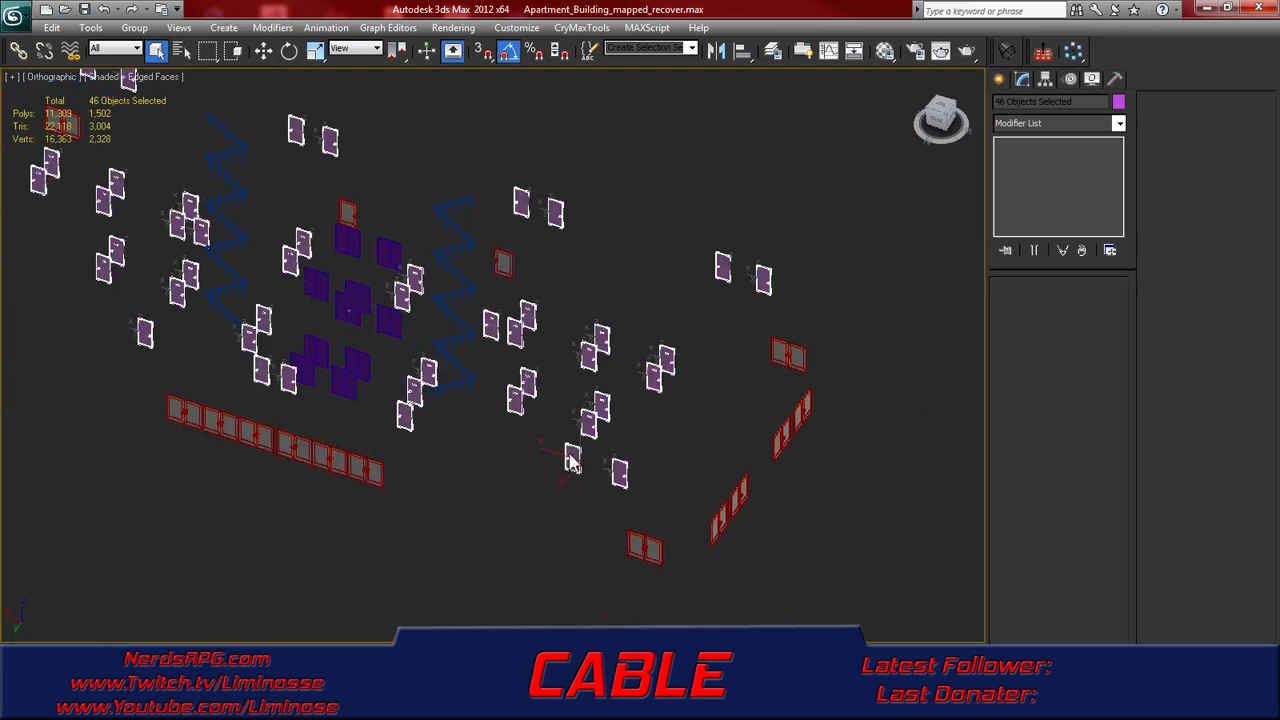 Autodesk 3ds Max 2012 x64 Apartment_Building_mapped_recover.max
Type a keyword or phrase
Edit Tools Group Views Create Modifiers Animation Graph Editors Rendering Customize CryMaxTools MAXScript Help
All View Create Selection Se
[ + ] [ Orthographic ] [ Shaded + Edged Faces ]
Total 46 Objects Selected
Polys: 11,309 1,502
Tris: 22,118 3,004
Verts: 16,363 2,328
46 Objects Selected
Modifier List
NerdsRPG.com
www.Twitch.tv/Liminosse
www.Youtube.com/Liminose
CABLE
Latest Follower:
Last Donater: